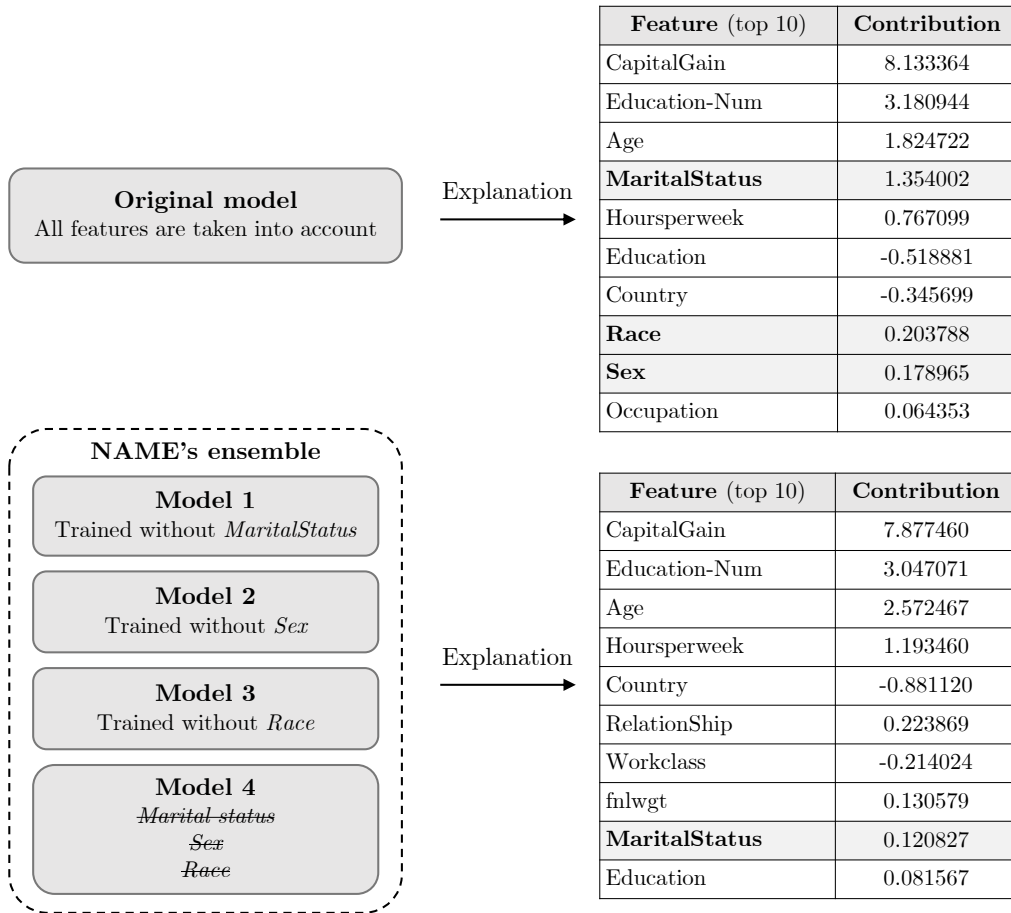 Feature (top 10) Contribution
CapitalGain 8.133364
Education-Num 3.180944
Age 1.824722
MaritalStatus 1.354002
Hoursperweek 0.767099
Education -0.518881
Country -0.345699
Race 0.203788
Sex 0.178965
Occupation 0.064353
Original model
All features are taken into account
Explanation
NAME's ensemble
Model 1
Trained without MaritalStatus
Model 2
Trained without Sex
Model 3
Trained without Race
Model 4
Marital status
Sex
Race
Explanation
Feature (top 10) Contribution
CapitalGain 7.877460
Education-Num 3.047071
Age 2.572467
Hoursperweek 1.193460
Country -0.881120
RelationShip 0.223869
Workclass -0.214024
fnlwgt 0.130579
MaritalStatus 0.120827
Education 0.081567